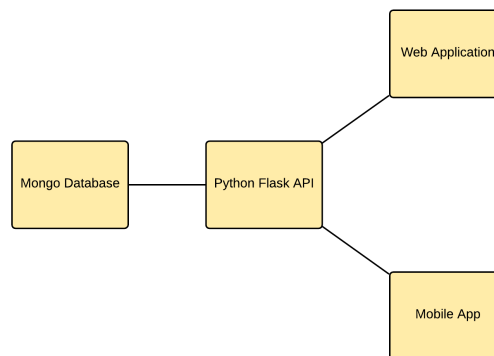 Web Application
Mongo Database
Python Flask API
Mobile App